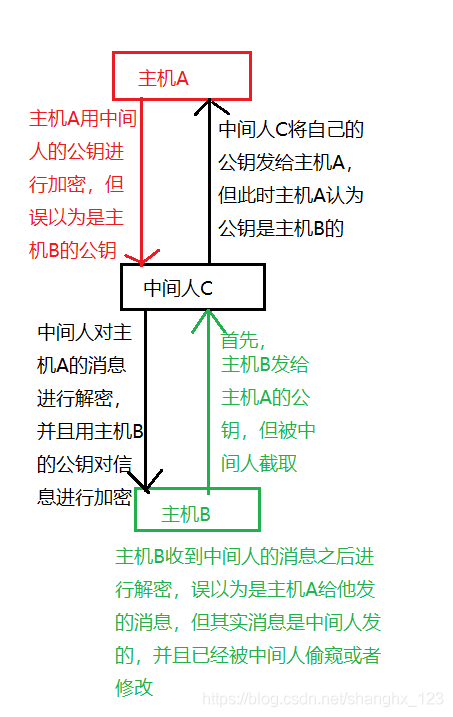 主机A
主机A用中间
人的公钥进
行加密，但
误以为是主
机B的公钥
中间人C将自己的
公钥发给主机A，
但此时主机A认为
公钥是主机B的
中间人C
中间人对主
机A的消息
进行解密，
并且用主机B
的公钥对信
息进行加密
首先，
主机B发给
主机A的公
钥，但被中
间人截取
主机B
主机B收到中间人的消息之后进
行解密，误以为是主机A给他发
的消息，但其实消息是中间人发
的，并且已经被中间人偷窥或者
修改
https://blog.csdn.net/shanghx_123